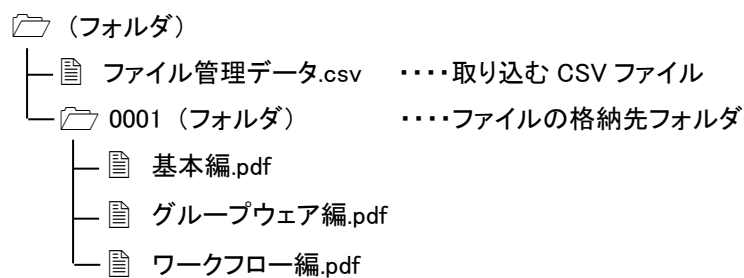 （フォルダ）
ファイル管理データ.csv ・・・・取り込む CSV ファイル
0001（フォルダ） ・・・・ファイルの格納先フォルダ
基本編.pdf
グループウェア編.pdf
ワークフロー編.pdf